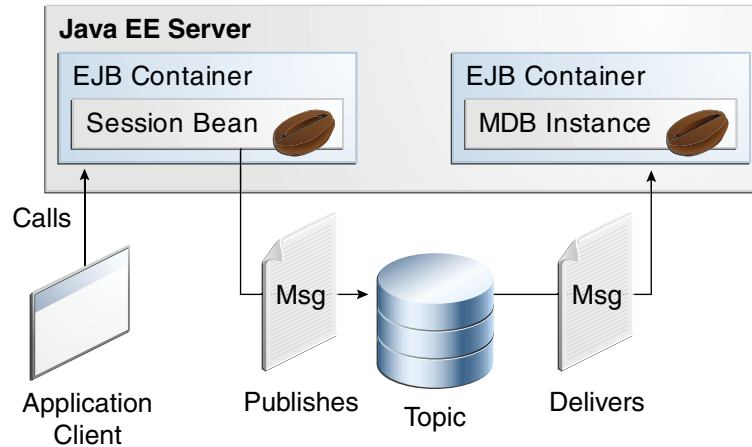 Java EE Server
EJB Container
Session Bean
EJB Container
MDB Instance
Calls
Msg
Msg
Application
Client
Publishes
Topic
Delivers